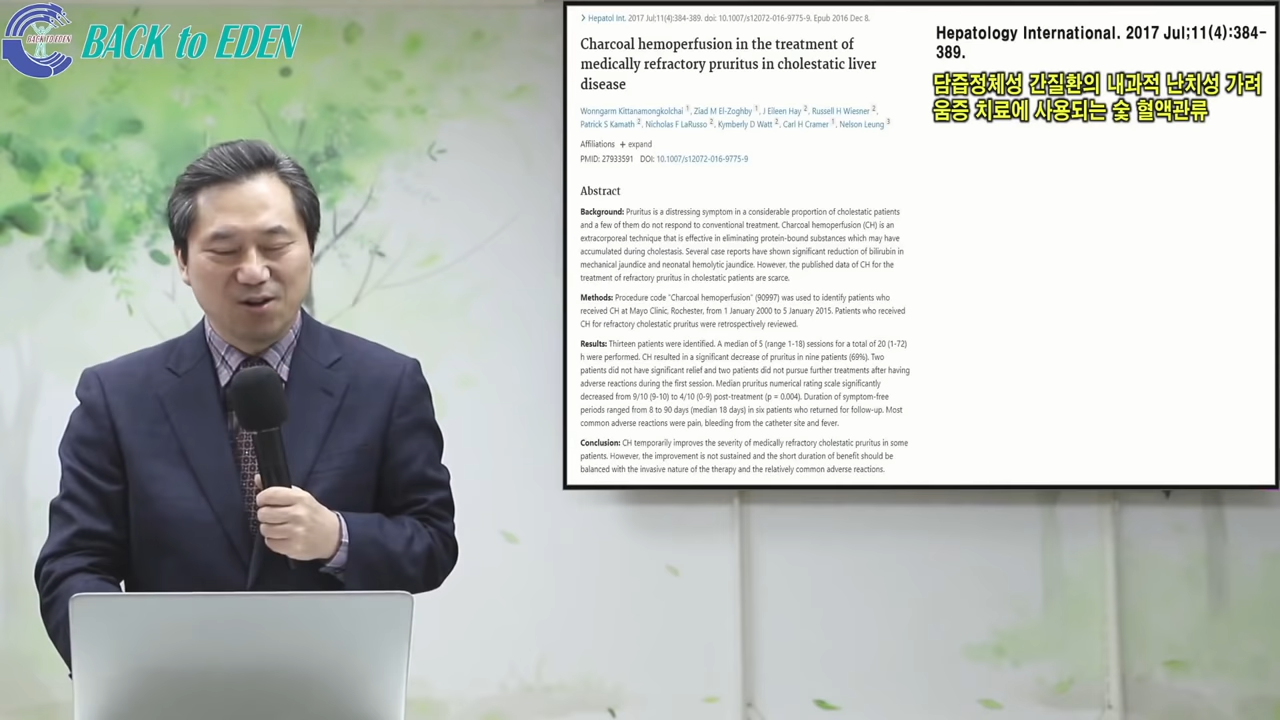 BACK TO EDEN
BACK to EDEN
Hepatol Int. 2017 Jul;11(4):384-389. doi: 10.1007/s12072-016-9775-9. Epub 2016 Dec 8.
Charcoal hemoperfusion in the treatment of
medically refractory pruritus in cholestatic liver
disease
Wonngarm Kittanamongkolchai 1, Ziad M El-Zoghby 1, J Eileen Hay 2, Russell H Wiesner 2,
Patrick S Kamath 2, Nicholas F LaRusso 2, Kymberly D Watt 2, Carl H Cramer 1, Nelson Leung 3
Affiliations + expand
PMID: 27933591 DOI: 10.1007/s12072-016-9775-9
Abstract
Background: Pruritus is a distressing symptom in a considerable proportion of cholestatic patients
and a few of them do not respond to conventional treatment. Charcoal hemoperfusion (CH) is an
extracorporeal technique that is effective in eliminating protein-bound substances which may have
accumulated during cholestasis. Several case reports have shown significant reduction of bilirubin in
mechanical jaundice and neonatal hemolytic jaundice. However, the published data of CH for the
treatment of refractory pruritus in cholestatic patients are scarce.
Methods: Procedure code "Charcoal hemoperfusion" (90997) was used to identify patients who
received CH at Mayo Clinic, Rochester, from 1 January 2000 to 5 January 2015. Patients who received
CH for refractory cholestatic pruritus were retrospectively reviewed.
Results: Thirteen patients were identified. A median of 5 (range 1-18) sessions for a total of 20 (1-72)
h were performed. CH resulted in a significant decrease of pruritus in nine patients (69%). Two
patients did not have significant relief and two patients did not pursue further treatments after having
adverse reactions during the first session. Median pruritus numerical rating scale significantly
decreased from 9/10 (9-10) to 4/10 (0-9) post-treatment (p = 0.004). Duration of symptom-free
periods ranged from 8 to 90 days (median 18 days) in six patients who returned for follow-up. Most
common adverse reactions were pain, bleeding from the catheter site and fever.
Conclusion: CH temporarily improves the severity of medically refractory cholestatic pruritus in some
patients. However, the improvement is not sustained and the short duration of benefit should be
balanced with the invasive nature of the therapy and the relatively common adverse reactions.
Hepatology International. 2017 Jul;11(4):384-
389.
담즙정체성 간질환의 내과적 난치성 가려
움증 치료에 사용되는 숯 혈액관류